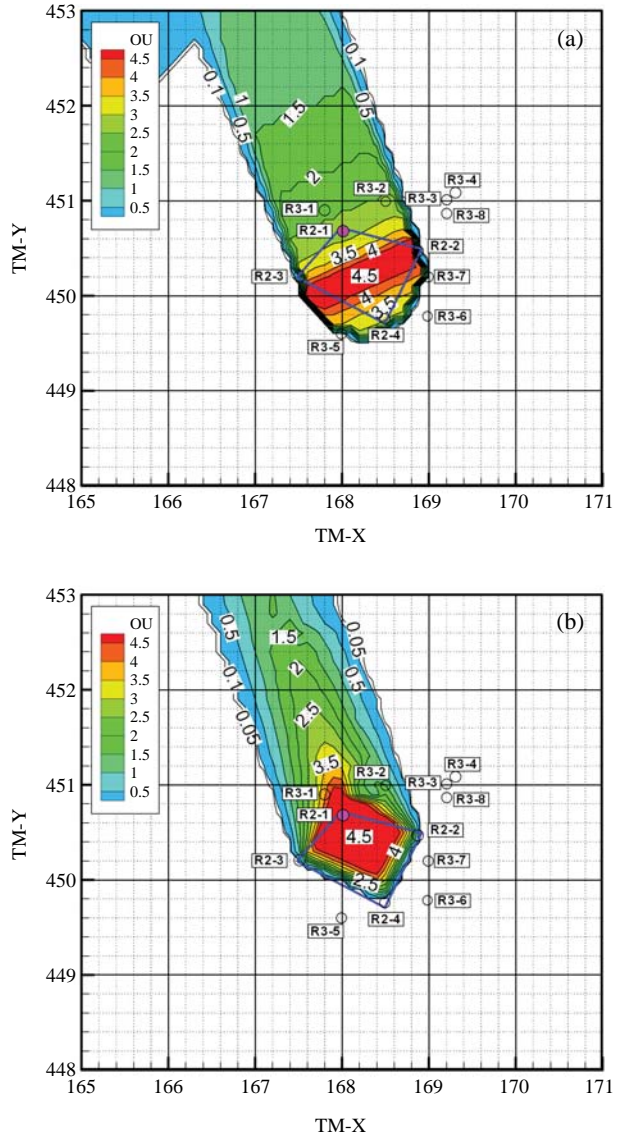 453
OU
(a)
4.5
4
3.5
3
2.5
2
1.5
1
0.5
0.1
0.5
0.1
1
0.5
452
1.5
2
451
R3-4
R3-2
R3-3
R3-1
R3-8
R2-1
R2-2
3.5
4
R2-3
4.5
R3-7
450
4
3.5
R3-6
R2-4
R3-5
449
448
165
166
167
168
169
170
171
TM-X
TM-Y
453
OU
(b)
4.5
4
3.5
3
2.5
2
1.5
1
0.5
0.5
0.1
0.05
0.05
0.5
1.5
2
452
2.5
3.5
R3-4
R3-2
R3-3
451
R3-1
R3-8
R2-1
R2-2
4.5
4
R2-3
R3-7
450
2.5
R3-6
R2-4
R3-5
449
448
165
166
167
168
169
170
171
TM-X
TM-Y